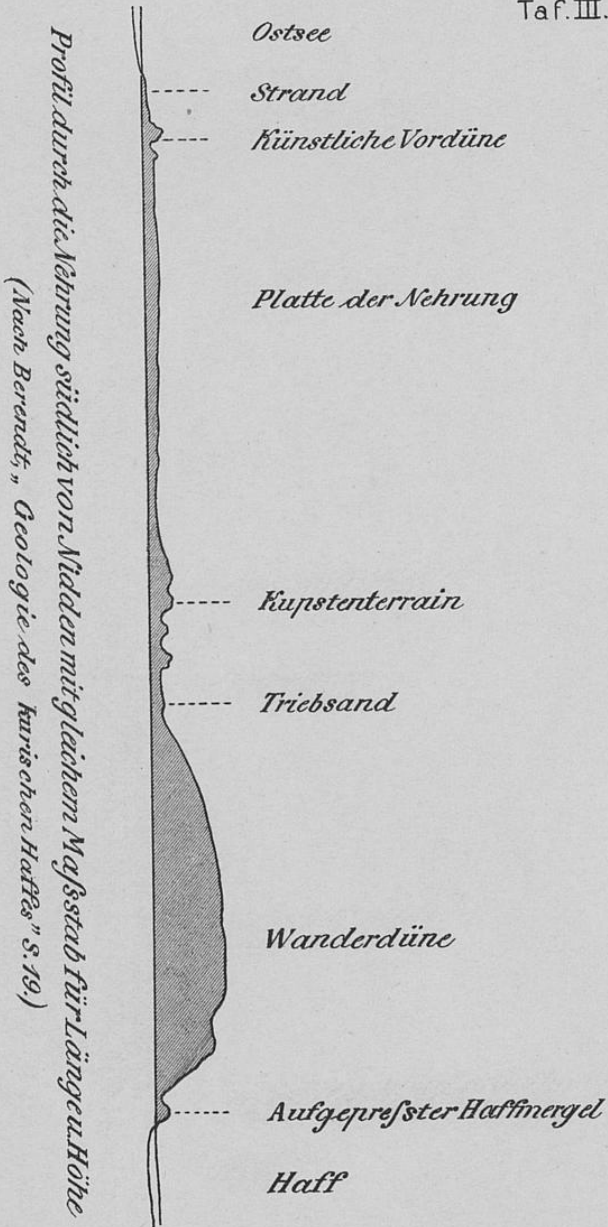 Taf. III.
Ostsee
Strand
Künstliche Vordüne
Platte der Nehrung
Kupstenterrain
Triebsand
Wanderdüne
Aufgepreſster Haffmergel
Haff
Profil durch die Nehrung südlich von Nidden mit gleichem Maſsstab für Länge u. Höhe
(Nach Berendt, „Geologie des kurischen Haffes" S. 19.)